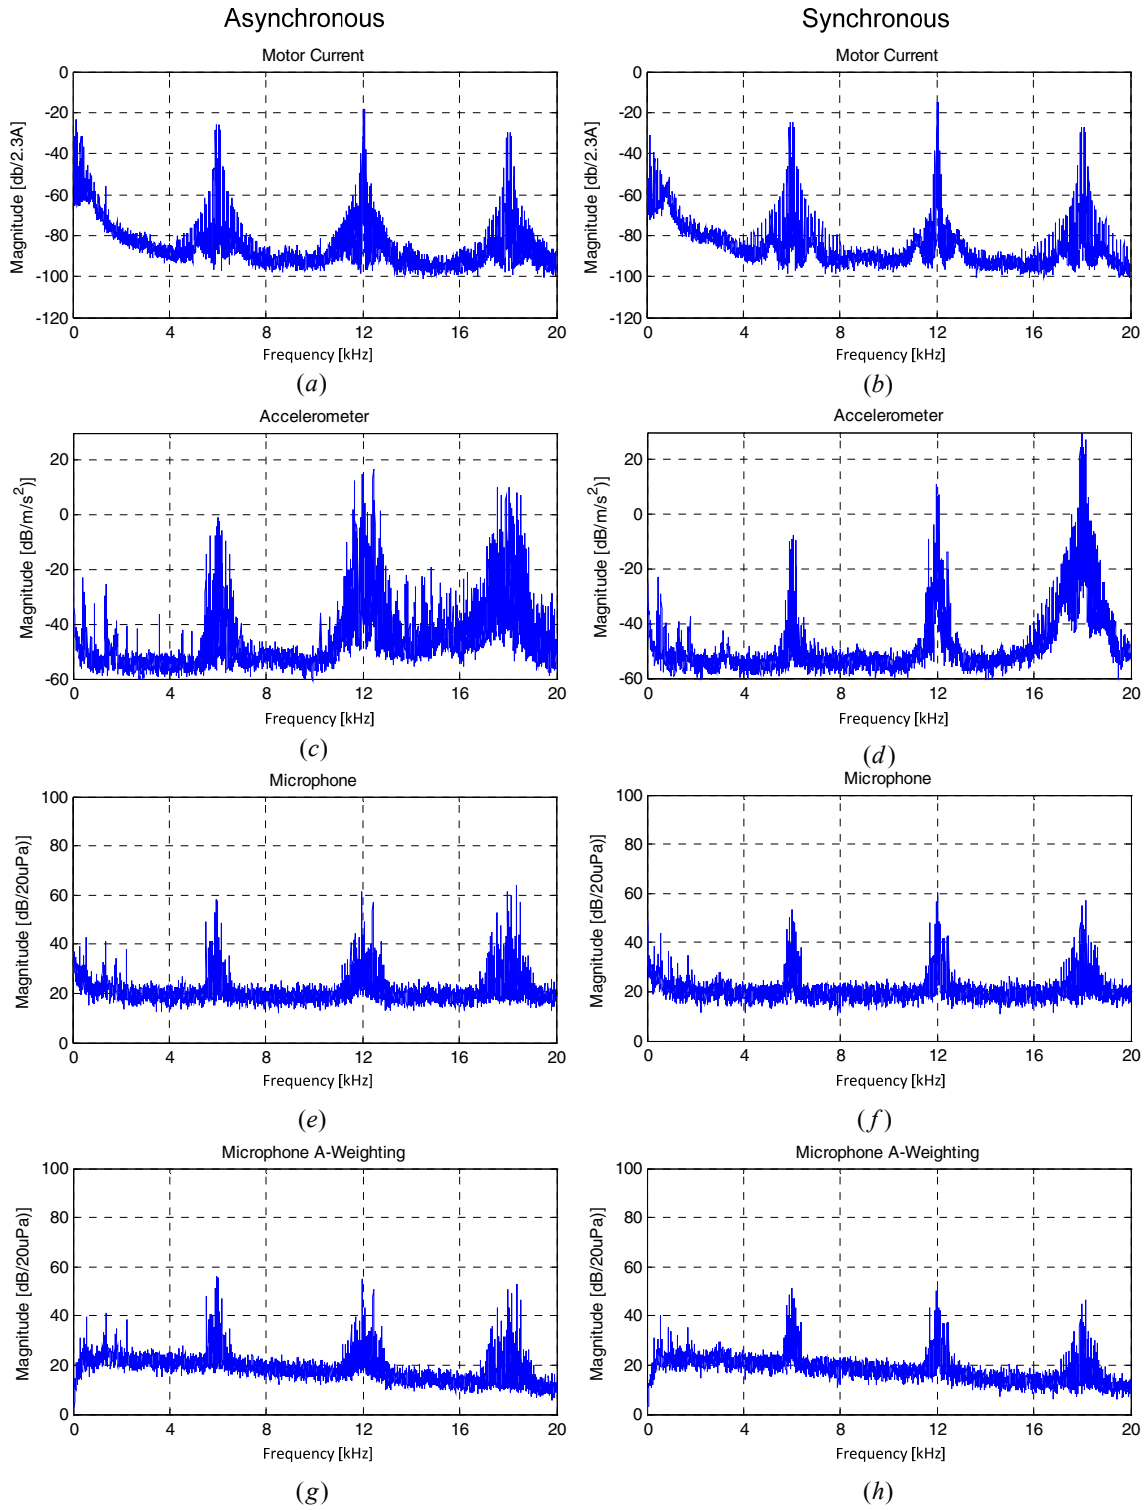 Asynchronous
Synchronous
Motor Current
Magnitude [db/2.3A]
0
-20
-40
-60
-80
-100
-120
0 4 8 12 16 20
Frequency [kHz]
(a)
Motor Current
Magnitude [db/2.3A]
0
-20
-40
-60
-80
-100
-120
0 4 8 12 16 20
Frequency [kHz]
(b)
Accelerometer
Magnitude [dB/m/s²)]
20
0
-20
-40
-60
0 4 8 12 16 20
Frequency [kHz]
(c)
Accelerometer
Magnitude [dB/m/s²)]
20
0
-20
-40
-60
0 4 8 12 16 20
Frequency [kHz]
(d)
Microphone
Magnitude [dB/20uPa)]
100
80
60
40
20
0
0 4 8 12 16 20
Frequency [kHz]
(e)
Microphone
Magnitude [dB/20uPa)]
100
80
60
40
20
0
0 4 8 12 16 20
Frequency [kHz]
(f)
Microphone A-Weighting
Magnitude [dB/20uPa)]
100
80
60
40
20
0
0 4 8 12 16 20
Frequency [kHz]
(g)
Microphone A-Weighting
Magnitude [dB/20uPa)]
100
80
60
40
20
0
0 4 8 12 16 20
Frequency [kHz]
(h)